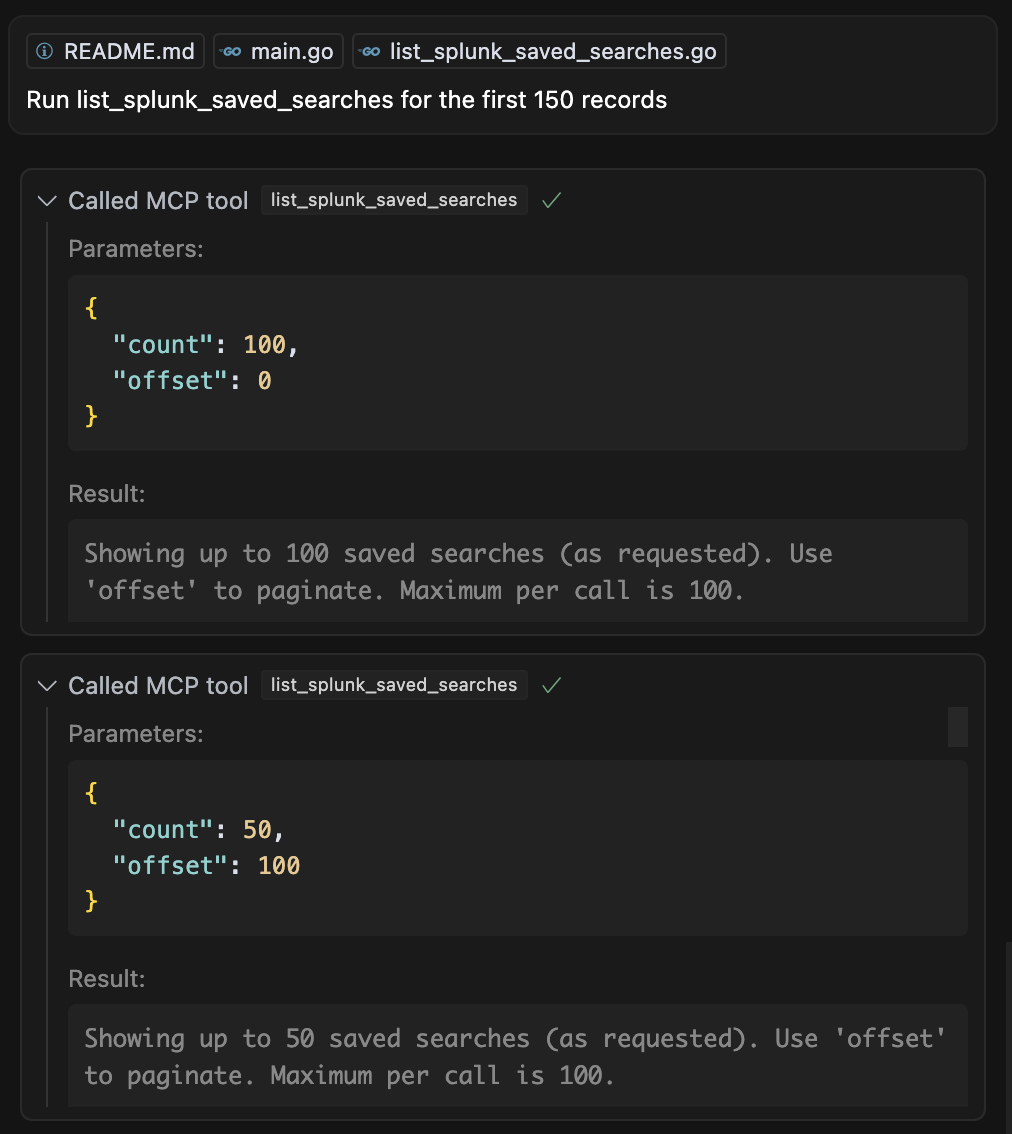 README.md main.go list_splunk_saved_searches.go
Run list_splunk_saved_searches for the first 150 records
Called MCP tool list_splunk_saved_searches
Parameters:
{
"count": 100,
"offset": 0
}
Result:
Showing up to 100 saved searches (as requested). Use
'offset' to paginate. Maximum per call is 100.
Called MCP tool list_splunk_saved_searches
Parameters:
{
"count": 50,
"offset": 100
}
Result:
Showing up to 50 saved searches (as requested). Use 'offset'
to paginate. Maximum per call is 100.